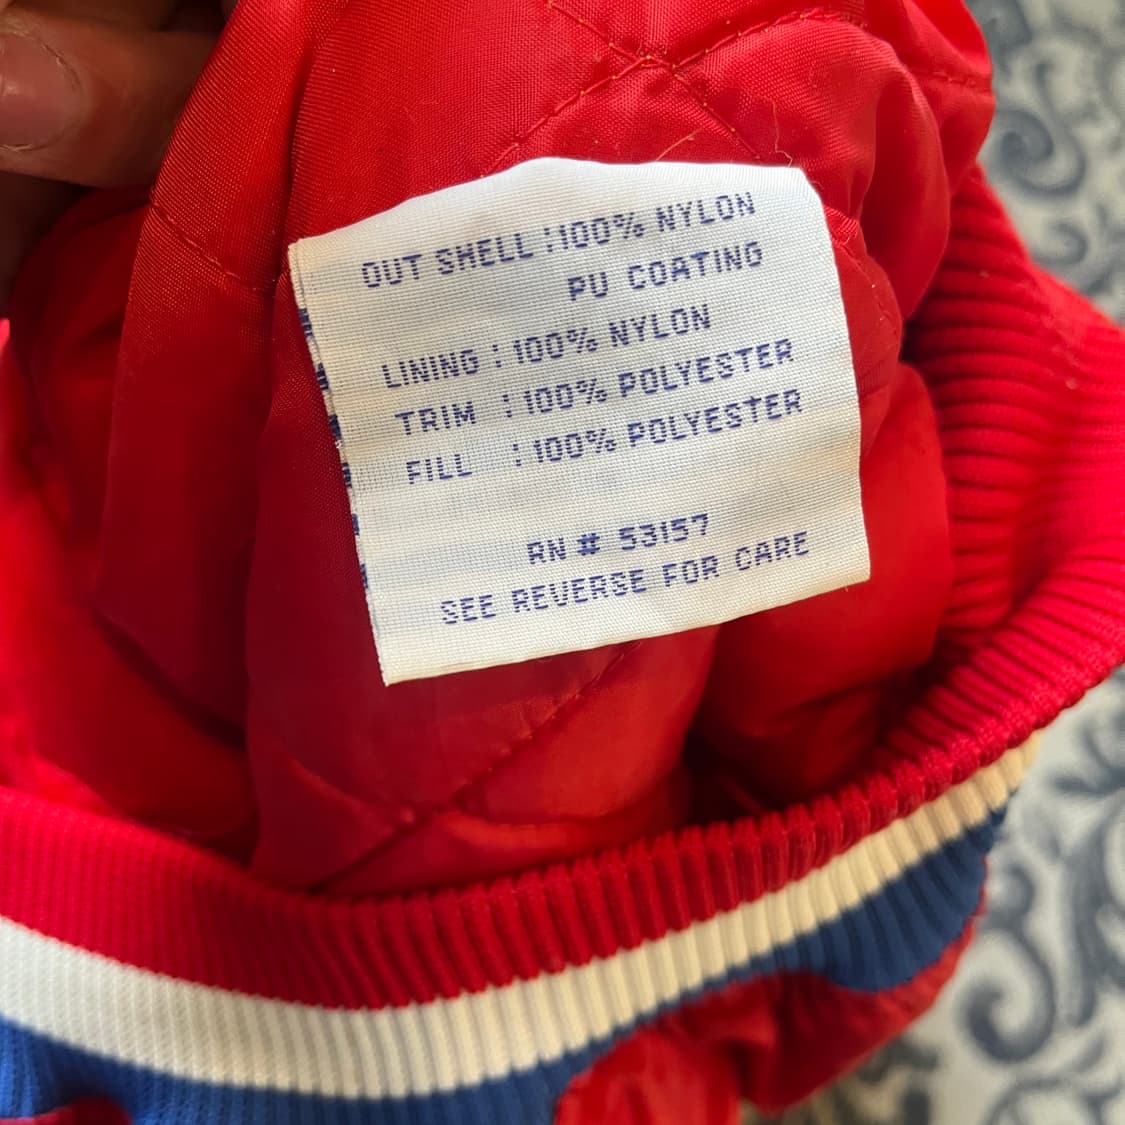 OUT SHELL : 100% NYLON
PU COATING
LINING : 100% NYLON
TRIM : 100% POLYESTER
FILL : 100% POLYESTER
RN # 53157
SEE REVERSE FOR CARE